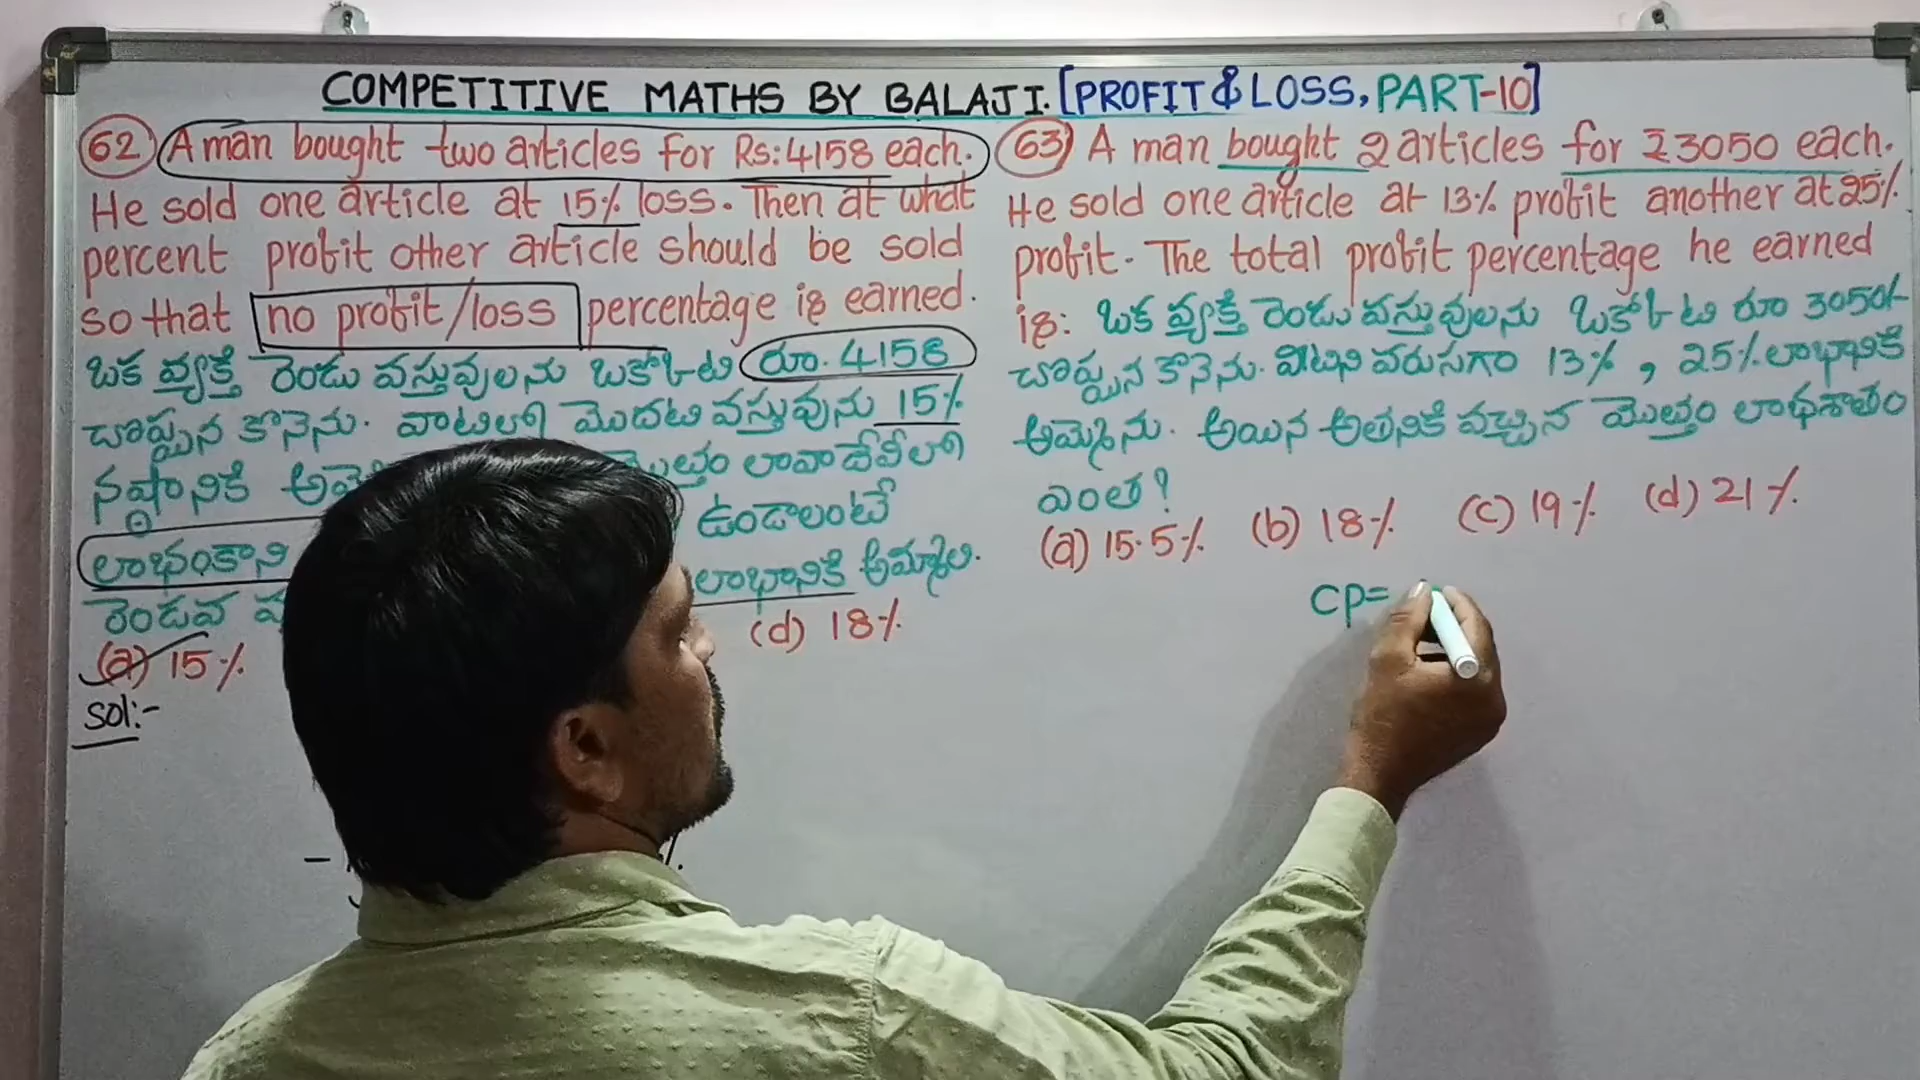 COMPETITIVE MATHS BY BALAJI. [PROFIT & LOSS, PART-10]
62 A man bought two articles for Rs:4158 each.
He sold one article at 15% loss. Then at what
percent profit other article should be sold
so that no profit/loss percentage is earned.
ఒక వ్యక్తి రెండు వస్తువులను ఒకోక్కటి రూ. 4158
చొప్పున కొనెను. వాటిలో మొదటి వస్తువును 15%
నష్టానికి మొత్తం లావాదేవీలో
లాభంకాని ఉండాలంటే
రెండవ లాభానికి అమ్మాలి.
(a) 15% (d) 18%
Sol:-
63) A man bought 2 articles for ₹3050 each.
He sold one article at 13% profit another at 25%
profit. The total profit percentage he earned
is: ఒక వ్యక్తి రెండు వస్తువులను ఒకోక్కటి రూ 3050/-
చొప్పున కొనెను. వీటిని వరుసగా 13%, 25% లాభానికి
అమ్మెను. అయిన అతనికి వచ్చిన మొత్తం లాభశాతం
ఎంత?
(a) 15.5% (b) 18% (c) 19% (d) 21%
CP=